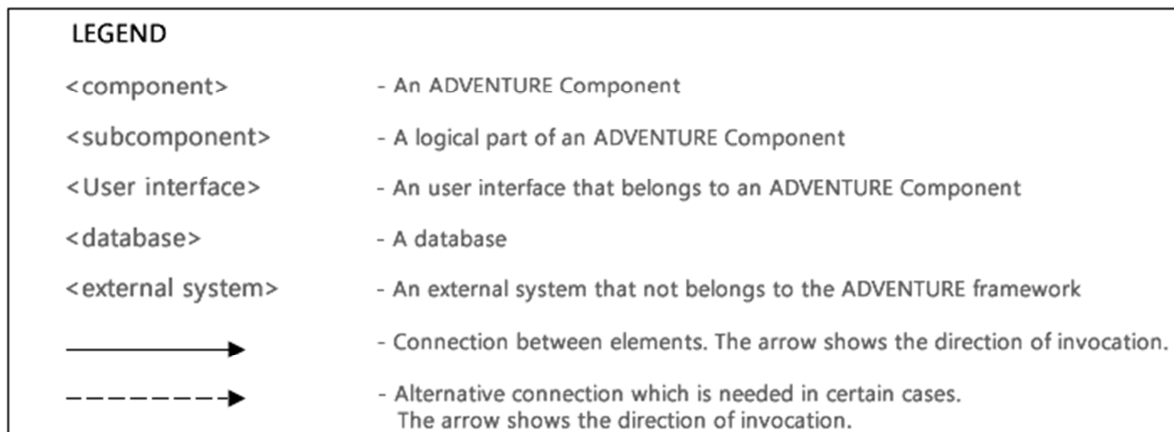 LEGEND
<component> - An ADVENTURE Component
<subcomponent> - A logical part of an ADVENTURE Component
<User interface> - An user interface that belongs to an ADVENTURE Component
<database> - A database
<external system> - An external system that not belongs to the ADVENTURE framework
- Connection between elements. The arrow shows the direction of invocation.
- Alternative connection which is needed in certain cases.
The arrow shows the direction of invocation.